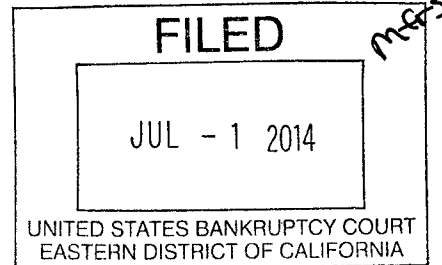 FILED
JUL - 1 2014
UNITED STATES BANKRUPTCY COURT
EASTERN DISTRICT OF CALIFORNIA